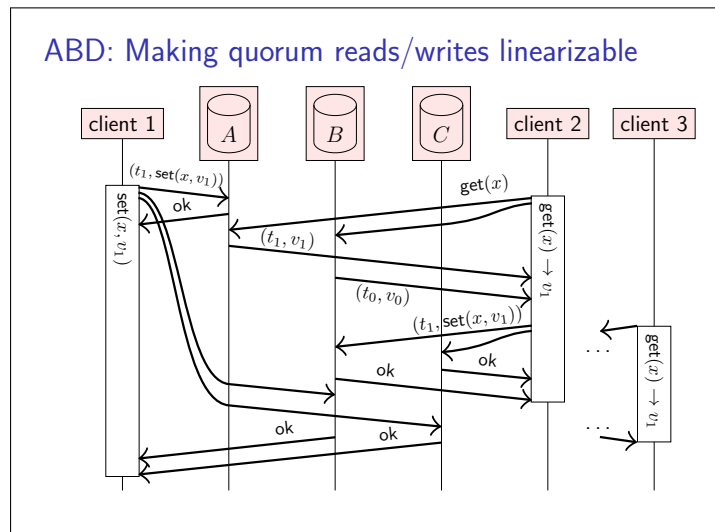 ABD: Making quorum reads/writes linearizable
client 1
A
B
C
client 2
client 3
(t₁, set(x, v₁))
ok
get(x)
set(x, v₁)
get(x) → v₁
(t₁, v₁)
(t₀, v₀)
(t₁, set(x, v₁))
ok
ok
...
get(x) → v₁
...
ok
ok